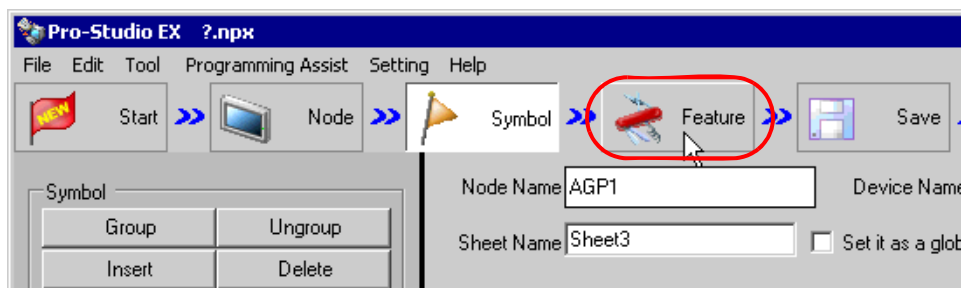 Pro-Studio EX ?.npx
File Edit Tool Programming Assist Setting Help
NEW Start Node Symbol Feature Save
Symbol
Node Name AGP1 Device Name
Group Ungroup
Sheet Name Sheet3 Set it as a glob
Insert Delete